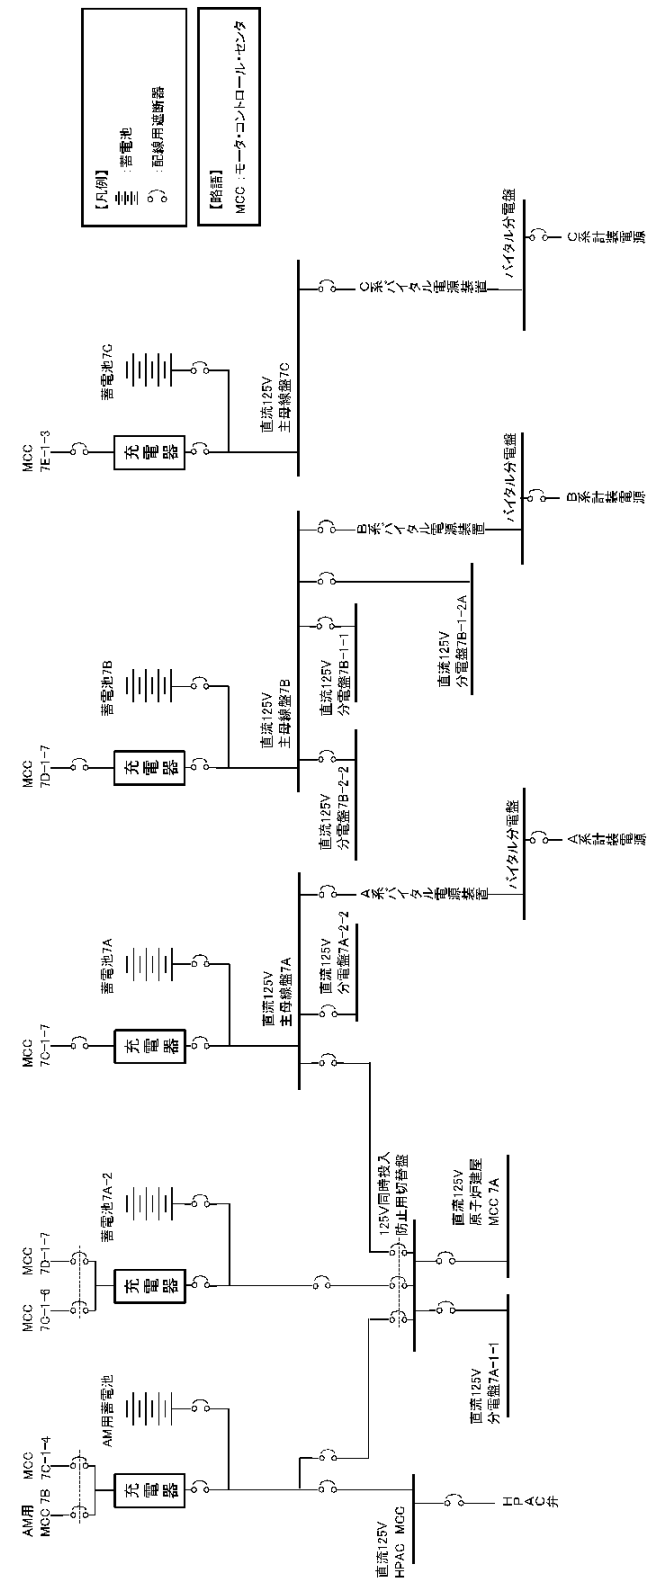 AM用
MCC 7B
MCC
7C-1-4
充電器
AM用蓄電池
直流125V
HPAC MCC
HPAC弁
MCC
7C-1-6
MCC
7D-1-7
充電器
蓄電池7A-2
125V同時投入
防止用切替盤
直流125V
分電盤7A-1-1
直流125V
原子炉建屋
MCC 7A
MCC
7C-1-7
充電器
蓄電池7A
直流125V
主母線盤7A
直流125V
分電盤7A-2-2
A系バイタル電源装置
バイタル分電盤
A系計装電源
MCC
7D-1-7
充電器
蓄電池7B
直流125V
主母線盤7B
直流125V
分電盤7B-2-2
直流125V
分電盤7B-1-1
直流125V
分電盤7B-1-2A
B系バイタル電源装置
バイタル分電盤
B系計装電源
MCC
7E-1-3
充電器
蓄電池7C
直流125V
主母線盤7C
C系バイタル電源装置
バイタル分電盤
C系計装電源
【凡例】
:蓄電池
:配線用遮断器
【略語】
MCC :モータ・コントロール・センタ